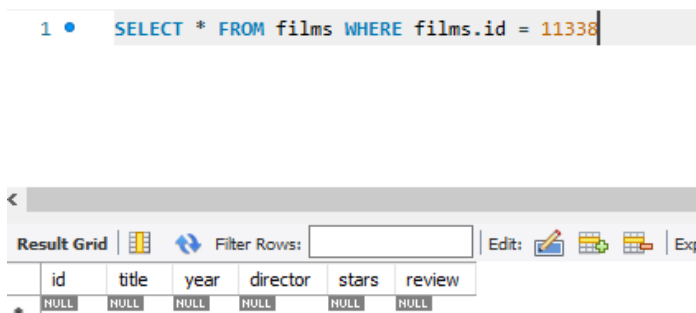 1 SELECT * FROM films WHERE films.id = 11338
Result Grid Filter Rows: Edit: Exp
id title year director stars review
NULL NULL NULL NULL NULL NULL